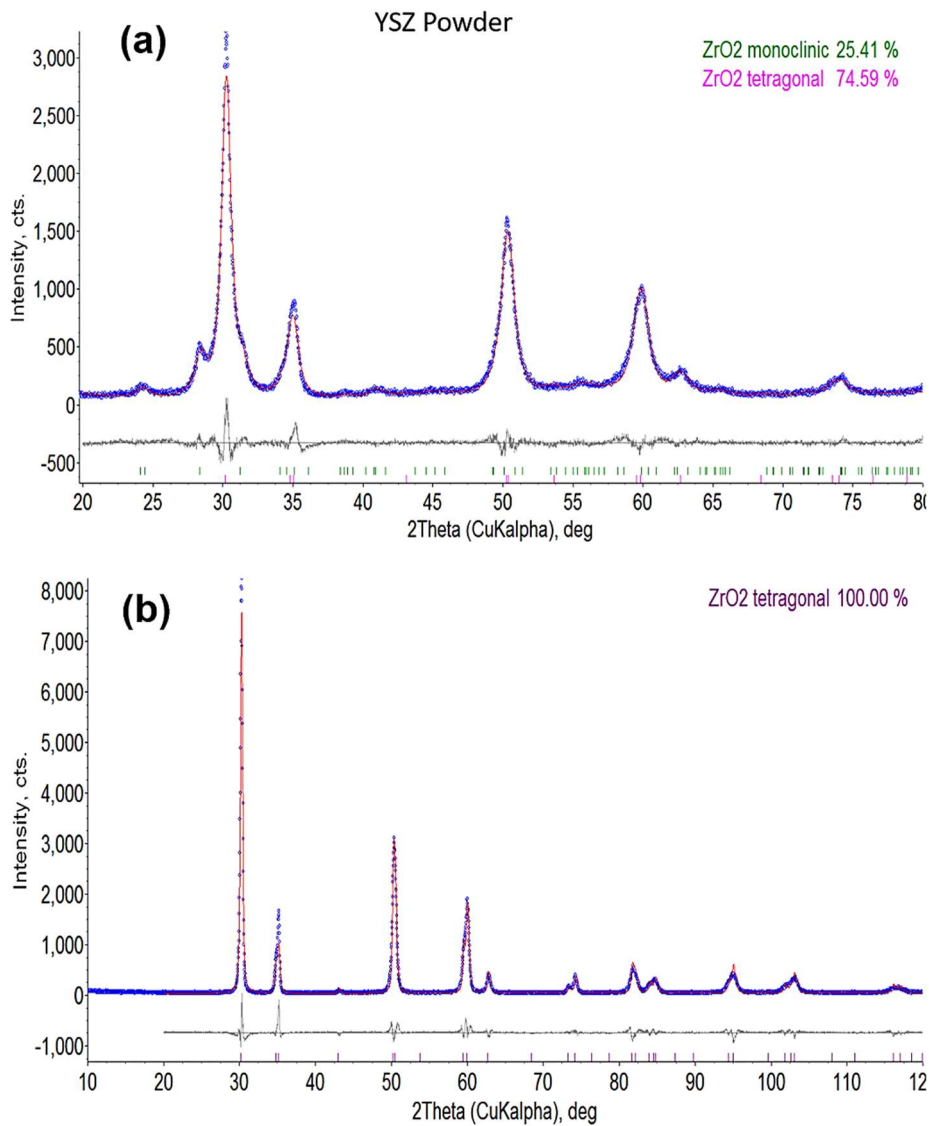 YSZ Powder
(a)
ZrO2 monoclinic 25.41 %
ZrO2 tetragonal 74.59 %
3,000
2,500
2,000
1,500
1,000
500
0
-500
Intensity, cts.
20 25 30 35 40 45 50 55 60 65 70 75 80
2Theta (CuKalpha), deg
(b)
ZrO2 tetragonal 100.00 %
8,000
7,000
6,000
5,000
4,000
3,000
2,000
1,000
0
-1,000
Intensity, cts.
10 20 30 40 50 60 70 80 90 100 110 120
2Theta (CuKalpha), deg